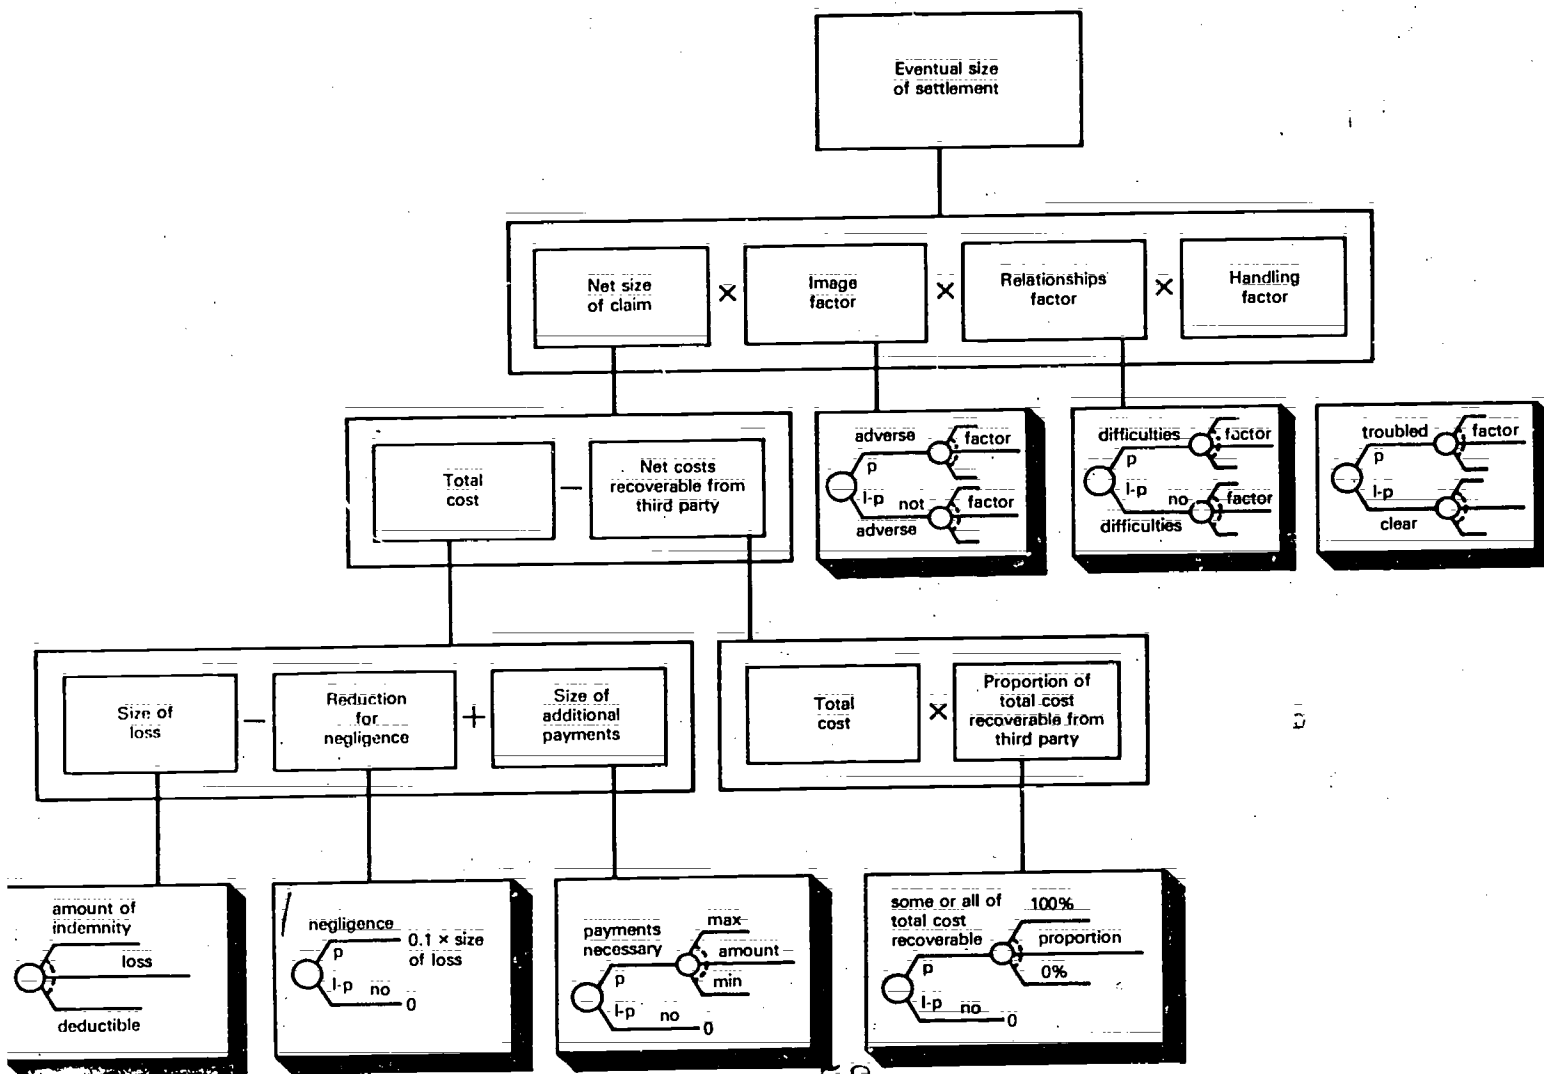 Eventual size
of settlement
Net size
of claim
×
Image
factor
×
Relationships
factor
×
Handling
factor
Total
cost
−
Net costs
recoverable from
third party
adverse
factor
p
l-p
not
factor
adverse
difficulties
factor
p
l-p
no
factor
difficulties
troubled
factor
p
l-p
clear
Size of
loss
−
Reduction
for
negligence
+
Size of
additional
payments
Total
cost
×
Proportion of
total cost
recoverable from
third party
amount of
indemnity
loss
deductible
negligence
p
0.1 × size
of loss
l-p no
0
payments
necessary
max
amount
min
p
l-p no
0
some or all of
total cost
recoverable
100%
proportion
0%
p
l-p no
0